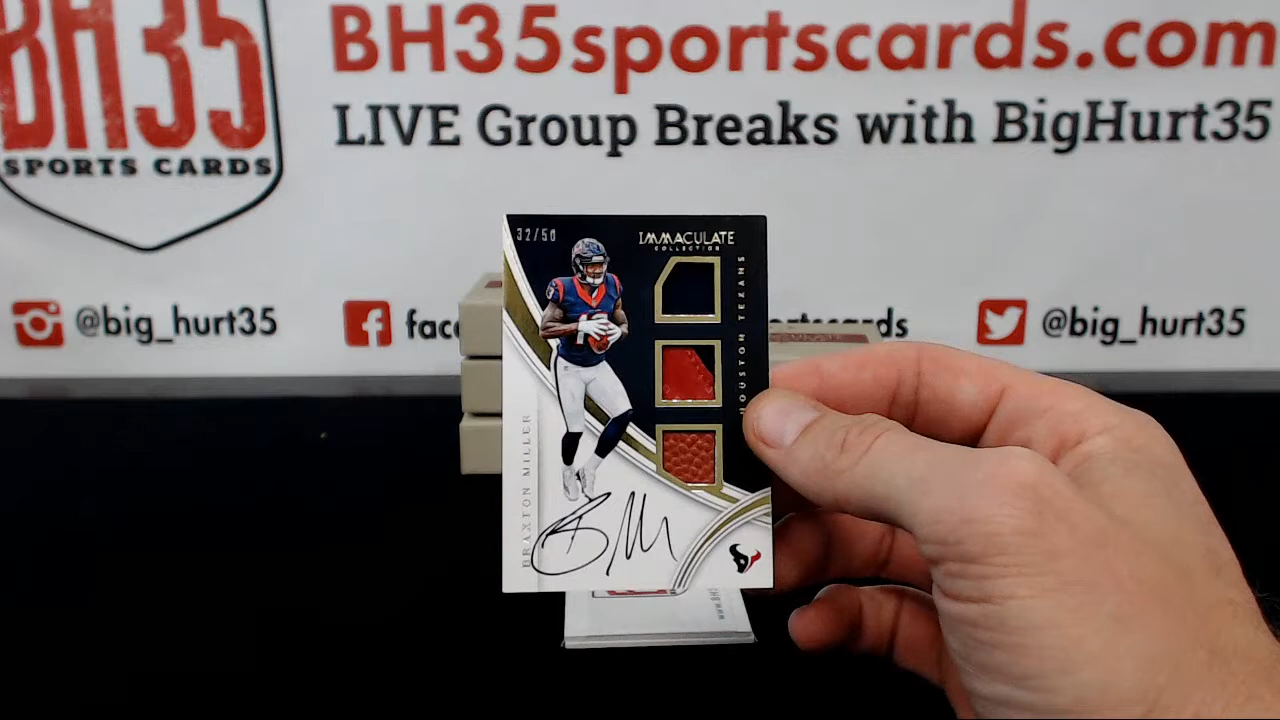 BH35
SPORTS CARDS
BH35sportscards.com
LIVE Group Breaks with BigHurt35
@big_hurt35
@big_hurt35
32/50
IMMACULATE
COLLECTION
HOUSTON TEXANS
BRAXTON MILLER